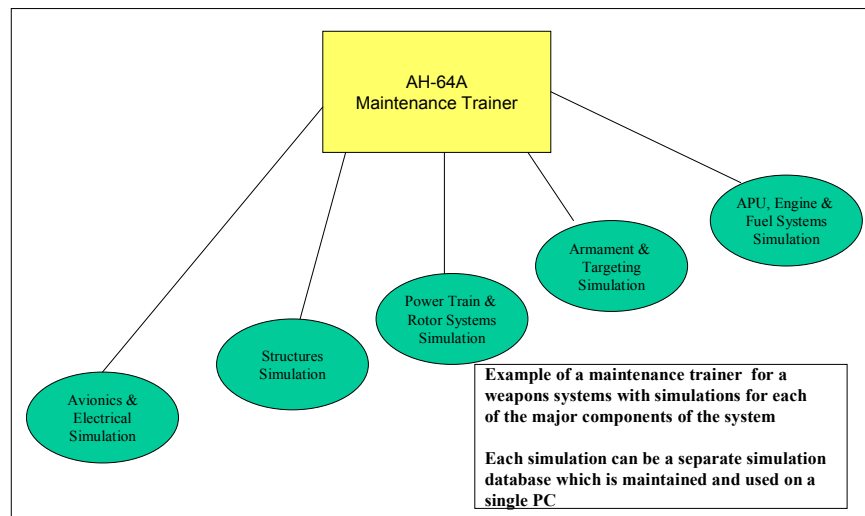 AH-64A
Maintenance Trainer
APU, Engine &
Fuel Systems
Simulation
Armament &
Targeting
Simulation
Power Train &
Rotor Systems
Simulation
Structures
Simulation
Avionics &
Electrical
Simulation
Example of a maintenance trainer for a
weapons systems with simulations for each
of the major components of the system
Each simulation can be a separate simulation
database which is maintained and used on a
single PC